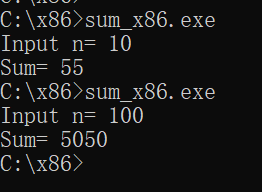 C:\x86>sum_x86.exe
Input n= 10
Sum= 55
C:\x86>sum_x86.exe
Input n= 100
Sum= 5050
C:\x86>